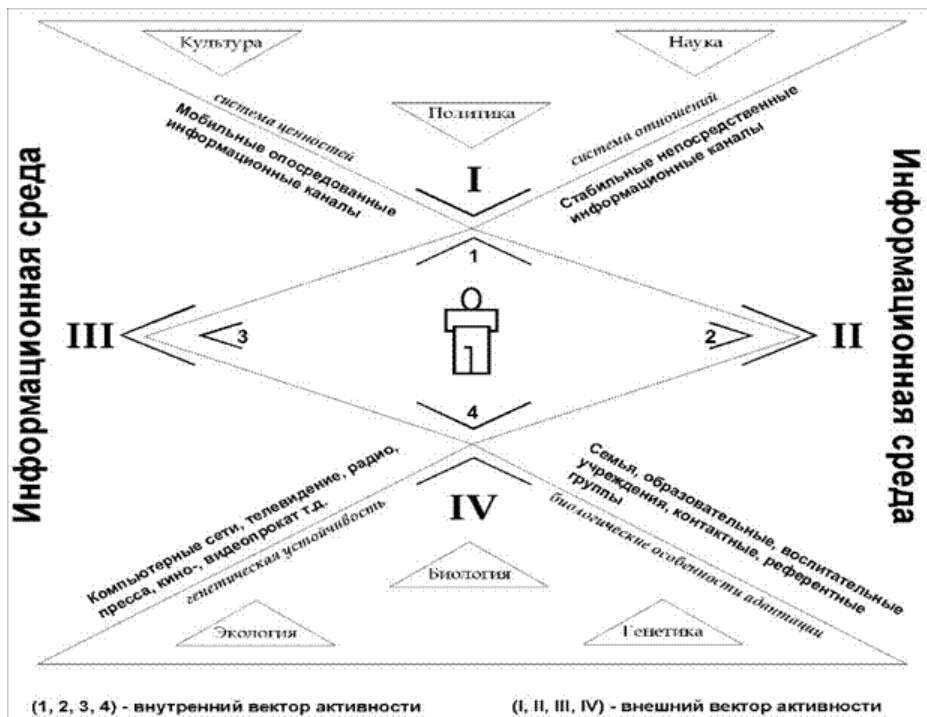 Культура
Наука
Политика
система ценностей
Мобильные опосредованные
информационные каналы
система отношений
Стабильные непосредственные
информационные каналы
I
1
Информационная среда
III
3
2
II
Информационная среда
4
IV
Компьютерные сети, телевидение, радио,
пресса, кино-, видеопрокат т.д.
генетическая устойчивость
Семья, образовательные, воспитательные
учреждения, контактные, референтные
группы
биологические особенности адаптации
Биология
Экология
Генетика
(1, 2, 3, 4) - внутренний вектор активности
(I, II, III, IV) - внешний вектор активности